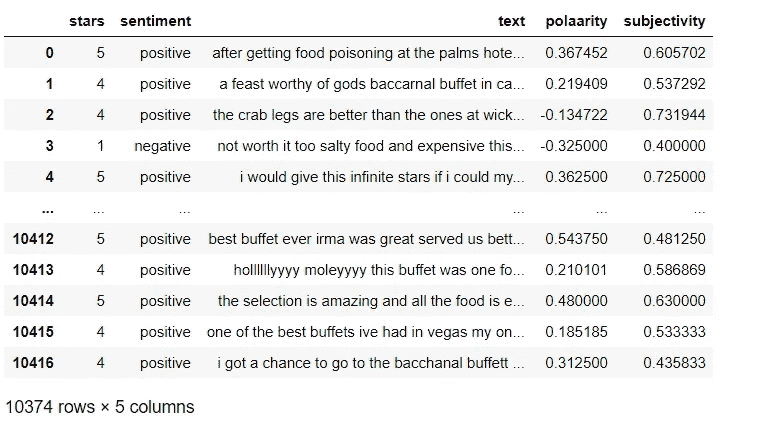 stars sentiment text polaarity subjectivity
0 5 positive after getting food poisoning at the palms hote... 0.367452 0.605702
1 4 positive a feast worthy of gods baccarnal buffet in ca... 0.219409 0.537292
2 4 positive the crab legs are better than the ones at wick... -0.134722 0.731944
3 1 negative not worth it too salty food and expensive this... -0.325000 0.400000
4 5 positive i would give this infinite stars if i could my... 0.362500 0.725000
... ... ... ... ... ...
10412 5 positive best buffet ever irma was great served us bett... 0.543750 0.481250
10413 4 positive hollllllyyyy moleyyyy this buffet was one fo... 0.210101 0.586869
10414 5 positive the selection is amazing and all the food is e... 0.480000 0.630000
10415 4 positive one of the best buffets ive had in vegas my on... 0.185185 0.533333
10416 4 positive i got a chance to go to the bacchanal buffett ... 0.312500 0.435833
10374 rows × 5 columns